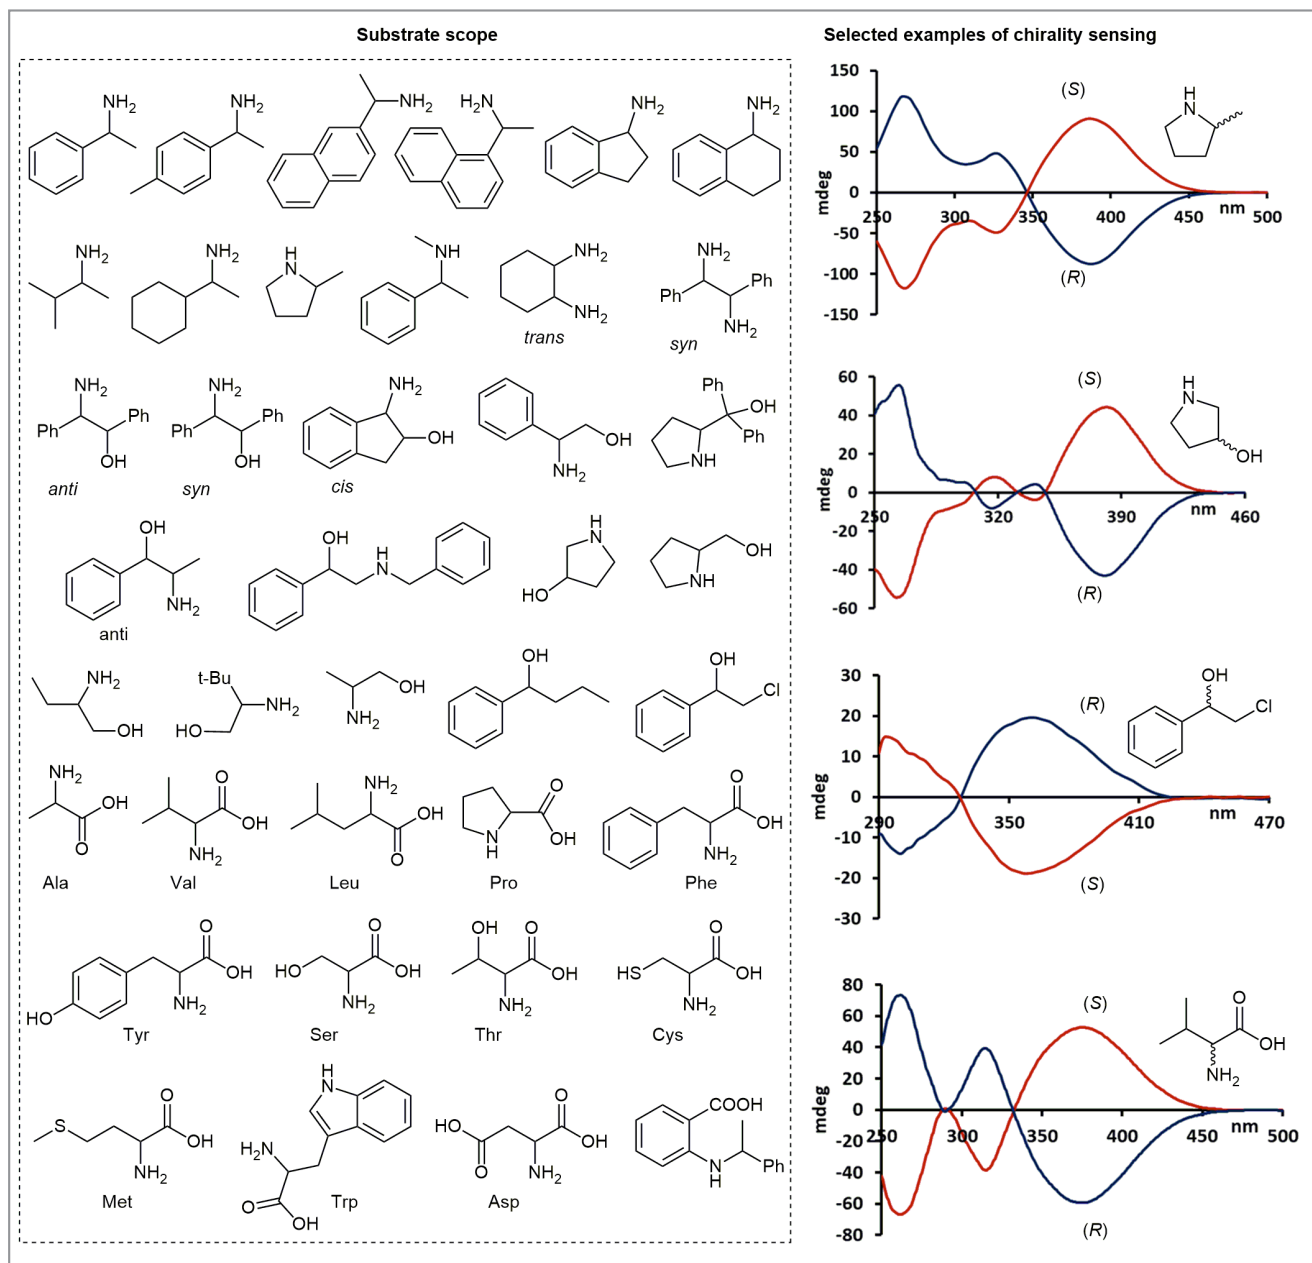 Substrate scope
Selected examples of chirality sensing
NH2 NH2 NH2 H2N NH2 NH2
NH2 NH2 H N NH NH2 NH2 trans NH2 Ph Ph NH2 syn
NH2 Ph Ph OH anti
NH2 Ph Ph OH syn
NH2 OH cis
OH NH2
Ph OH Ph NH
OH NH2 anti
OH H N
H N HO
OH NH
NH2 OH
t-Bu NH2 HO
OH NH2
OH
OH Cl
NH2 OH O Ala
O OH NH2 Val
NH2 OH O Leu
O OH N H Pro
O OH NH2 Phe
O OH NH2 HO Tyr
O HO OH NH2 Ser
OH O OH NH2 Thr
O HS OH NH2 Cys
O S OH NH2 Met
H N H2N O OH Trp
O HO OH O NH2 Asp
COOH N H Ph
150
100
50
0
-50
-100
-150
mdeg
250 300 350 400 450 nm 500
(S)
(R)
H N
60
40
20
0
-20
-40
-60
mdeg
250 320 390 nm 460
(S)
(R)
H N OH
30
20
10
0
-10
-20
-30
mdeg
290 350 410 nm 470
(R)
(S)
OH Cl
80
60
40
20
0
-20
-40
-60
-80
mdeg
250 300 350 400 450 nm 500
(S)
(R)
O OH NH2